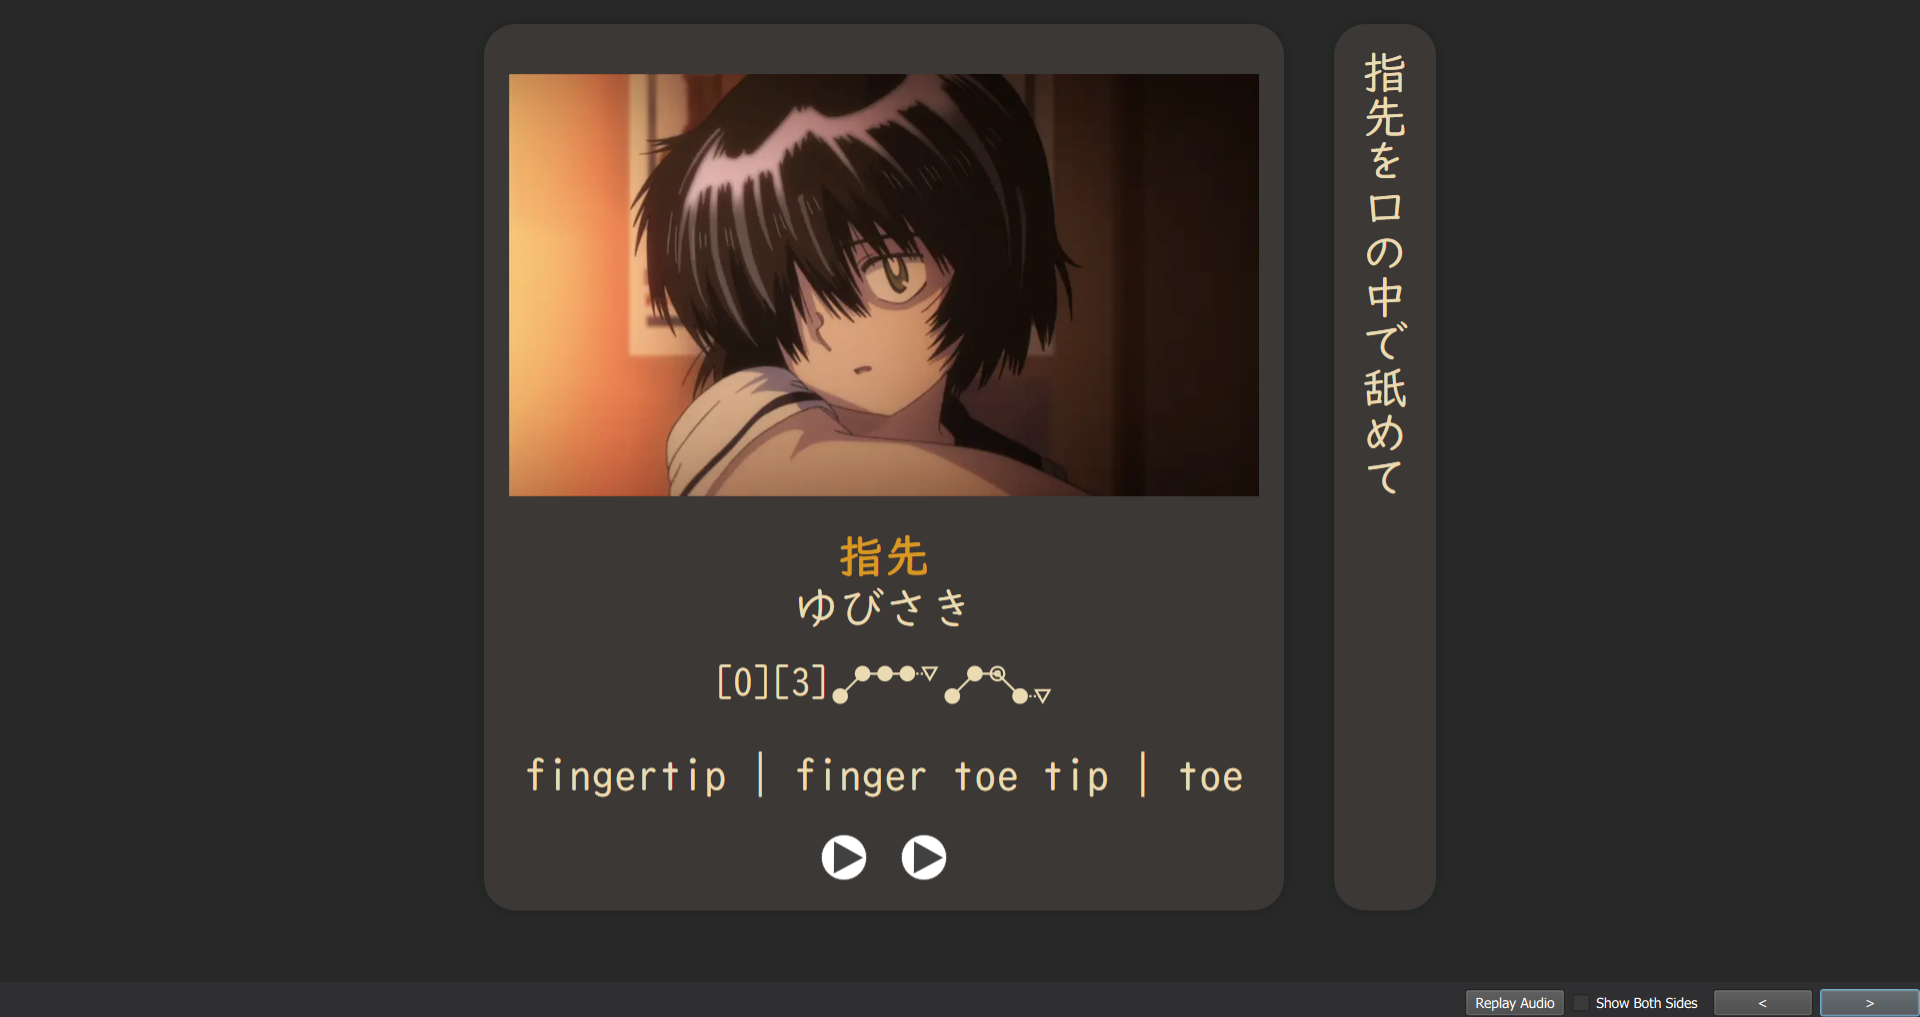 指先を口の中で舐めて
指先
ゆびさき
[0][3]
fingertip | finger toe tip | toe
Replay Audio
Show Both Sides
<
>